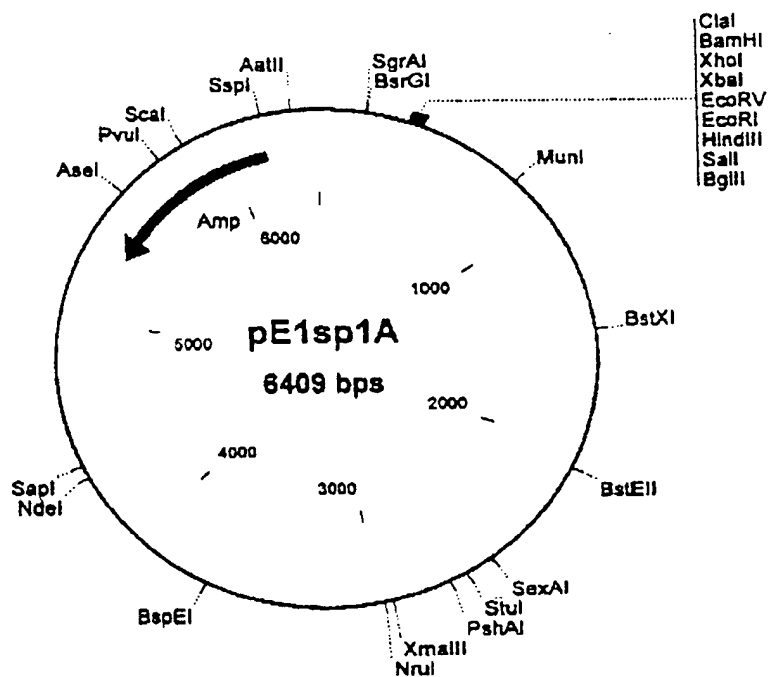 ClaI
BamHI
XhoI
XbaI
EcoRV
EcoRI
HindIII
SalI
BglII
AatII
SspI
SgrAI
BsrGI
ScaI
PvuI
AseI
MunI
Amp
6000
1000
BstXI
5000
pE1sp1A
6409 bps
2000
4000
3000
SapI
NdeI
BstEII
BspEI
SexAI
StuI
PshAI
XmaIII
NruI